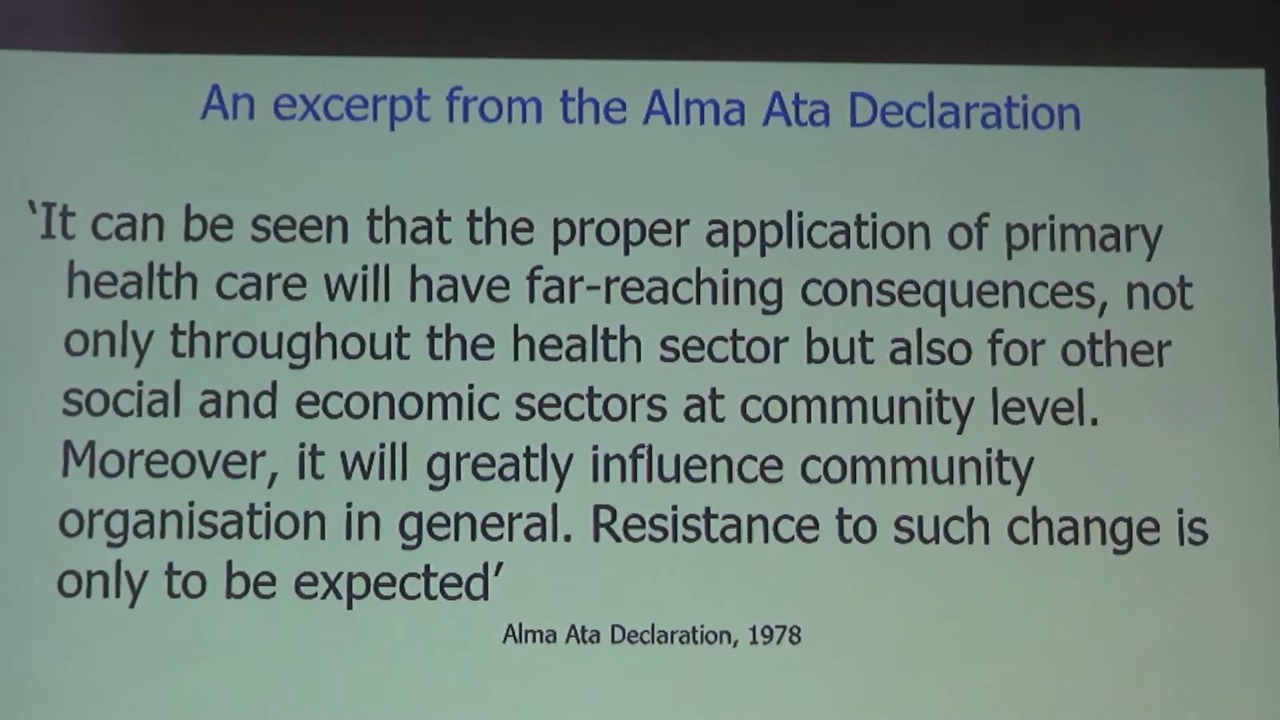 An excerpt from the Alma Ata Declaration
‘It can be seen that the proper application of primary
health care will have far-reaching consequences, not
only throughout the health sector but also for other
social and economic sectors at community level.
Moreover, it will greatly influence community
organisation in general. Resistance to such change is
only to be expected’
Alma Ata Declaration, 1978